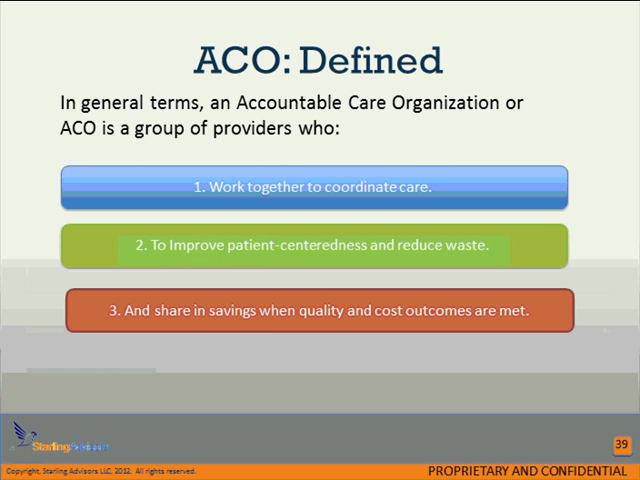 ACO: Defined
In general terms, an Accountable Care Organization or
ACO is a group of providers who:
1. Work together to coordinate care.
2. To Improve patient-centeredness and reduce waste.
3. And share in savings when quality and cost outcomes are met.
Starling
39
Copyright. Starling Advisors LLC, 2012. All rights reserved.
PROPRIETARY AND CONFIDENTIAL